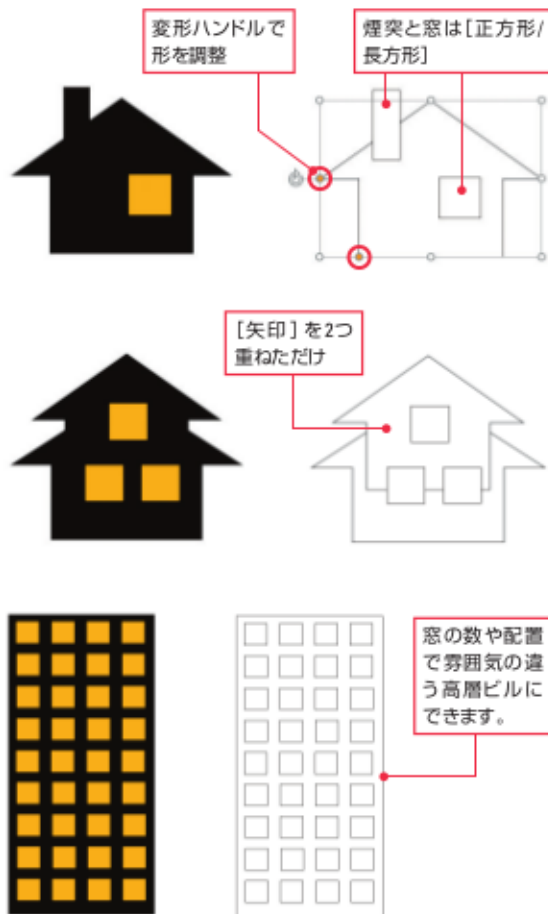 変形ハンドルで
形を調整
煙突と窓は[正方形/
長方形]
[矢印]を2つ
重ねただけ
窓の数や配置
で雰囲気の違
う高層ビルに
できます。